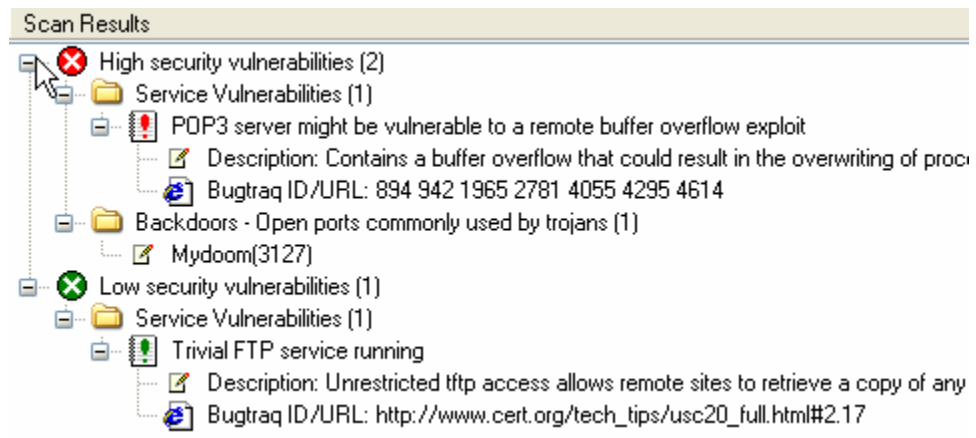 Scan Results
High security vulnerabilities (2)
Service Vulnerabilities (1)
POP3 server might be vulnerable to a remote buffer overflow exploit
Description: Contains a buffer overflow that could result in the overwriting of
Bugtraq ID/URL: 894 942 1965 2781 4055 4295 4614
Backdoors - Open ports commonly used by trojans (1)
Mydoom(3127)
Low security vulnerabilities (1)
Service Vulnerabilities (1)
Trivial FTP service running
Description: Unrestricted tftp access allows remote sites to retrieve a copy of any
Bugtraq ID/URL: http://www.cert.org/tech_tips/usc20_full.html#2.17